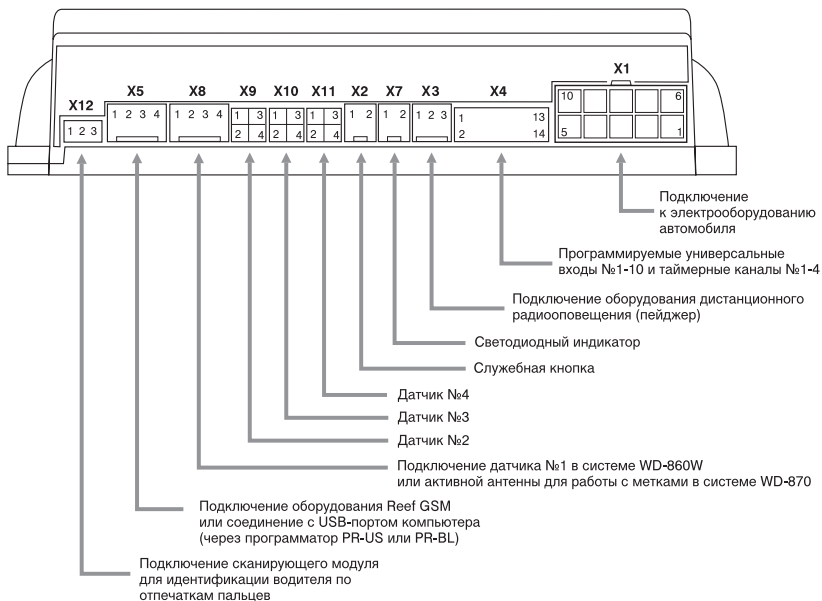 X1
X12 X5 X8 X9 X10 X11 X2 X7 X3 X4
10 6
1 2 3 4 1 2 3 4 1 3 1 3 1 3 1 2 1 2 1 2 3 1 13
1 2 3 2 4 2 4 2 4 2 14 5 1
Подключение
к электрооборудованию
автомобиля
Программируемые универсальные
входы №1-10 и таймерные каналы №1-4
Подключение оборудования дистанционного
радиооповещения (пейджер)
Светодиодный индикатор
Служебная кнопка
Датчик №4
Датчик №3
Датчик №2
Подключение датчика №1 в системе WD-860W
или активной антенны для работы с метками в системе WD-870
Подключение оборудования Reef GSM
или соединение с USB-портом компьютера
(через программатор PR-US или PR-BL)
Подключение сканирующего модуля
для идентификации водителя по
отпечаткам пальцев